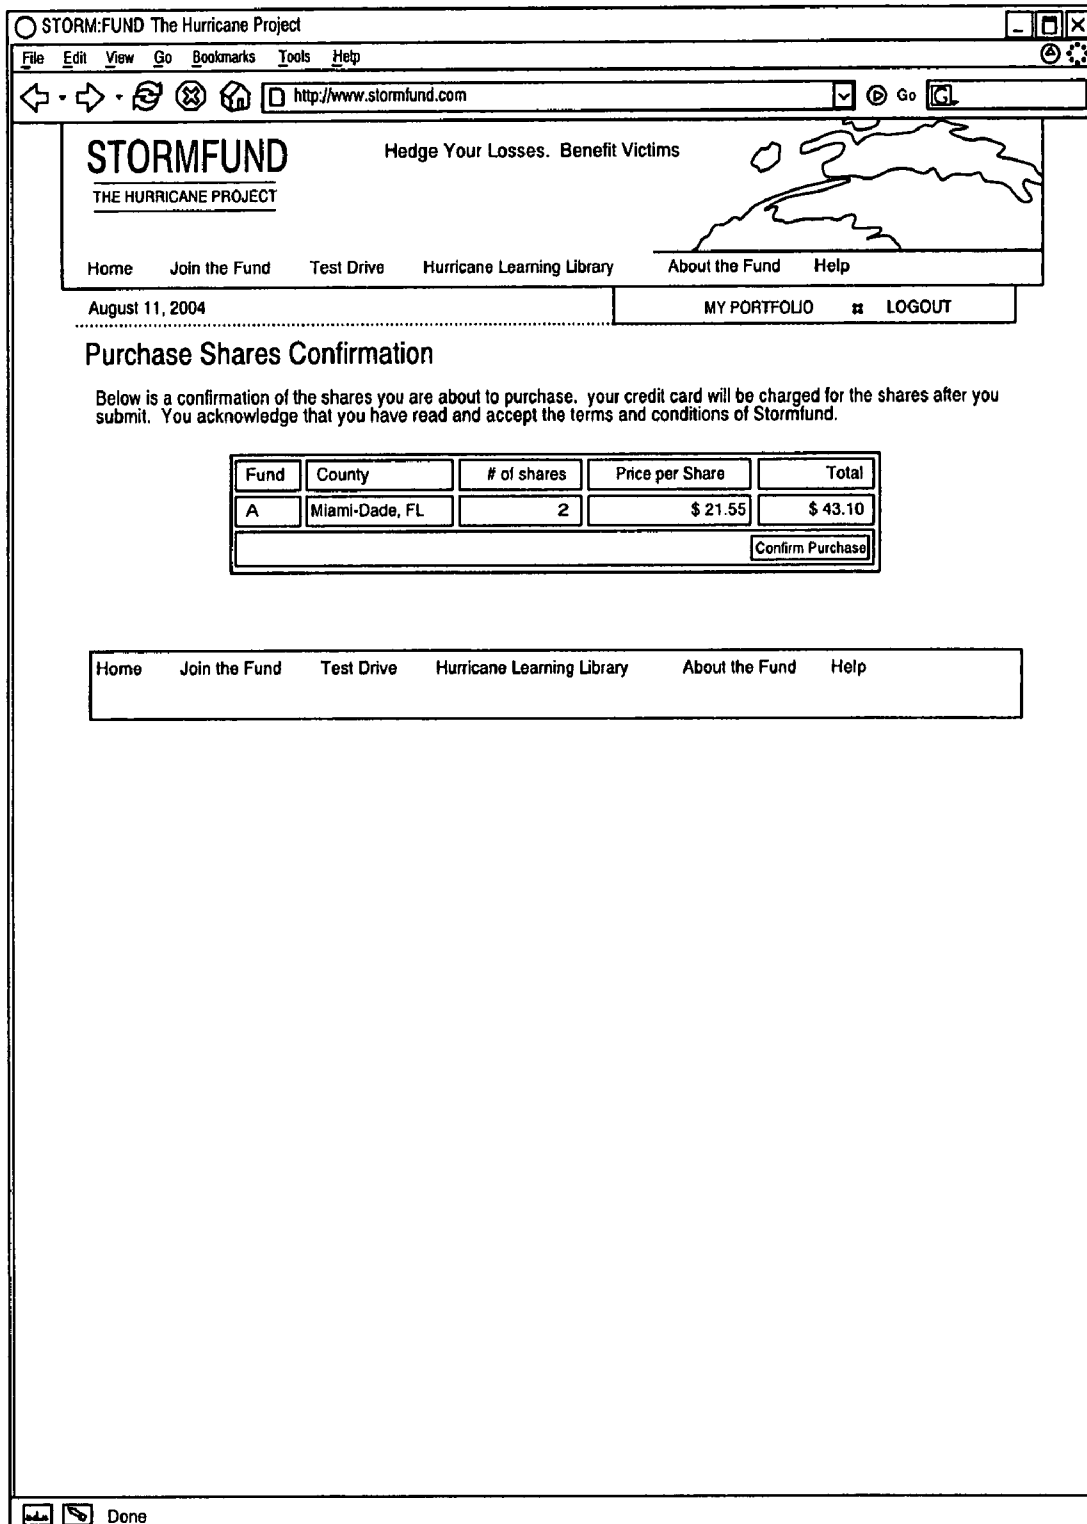 STORM:FUND The Hurricane Project
File Edit View Go Bookmarks Tools Help
http://www.stormfund.com Go G
STORMFUND Hedge Your Losses. Benefit Victims
THE HURRICANE PROJECT
Home Join the Fund Test Drive Hurricane Learning Library About the Fund Help
August 11, 2004 MY PORTFOLIO LOGOUT
Purchase Shares Confirmation
Below is a confirmation of the shares you are about to purchase. your credit card will be charged for the shares after you
submit. You acknowledge that you have read and accept the terms and conditions of Stormfund.
Fund County # of shares Price per Share Total
A Miami-Dade, FL 2 $ 21.55 $ 43.10
Confirm Purchase
Home Join the Fund Test Drive Hurricane Learning Library About the Fund Help
Done